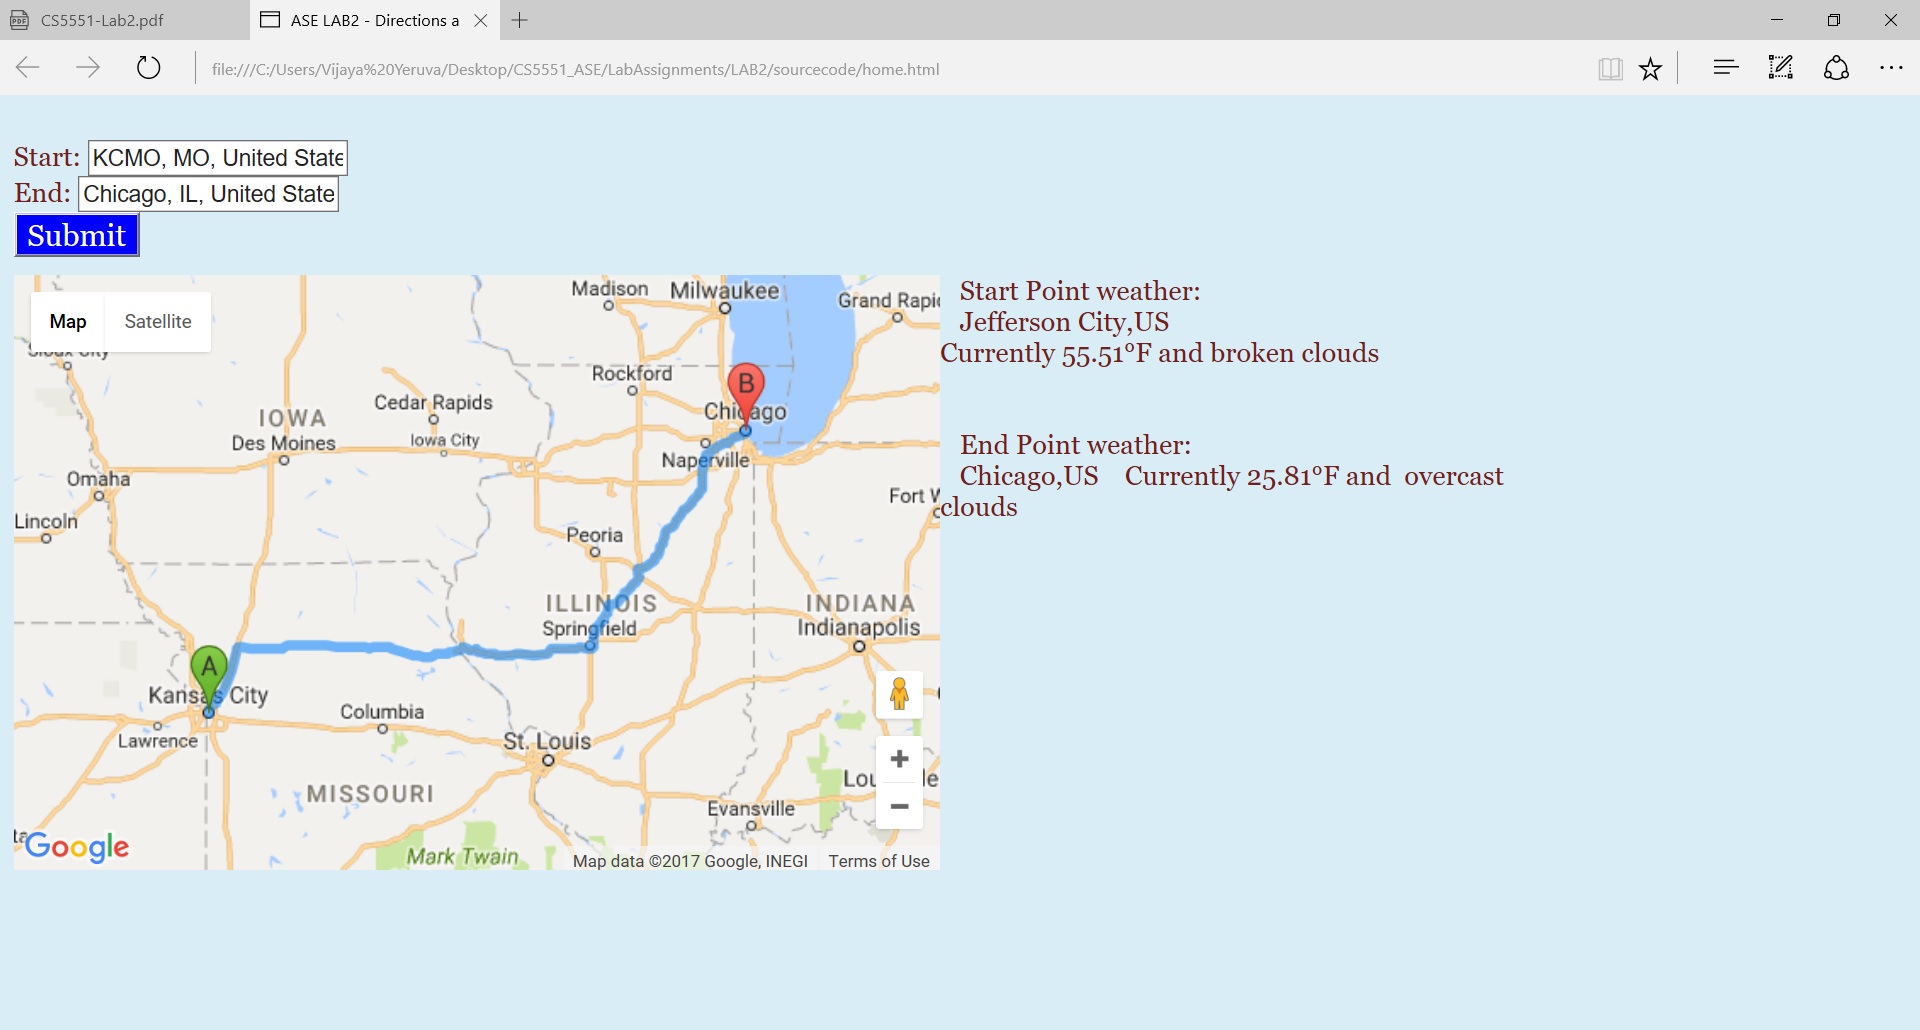 CS5551-Lab2.pdf
ASE LAB2 - Directions a
file:///C:/Users/Vijaya%20Yeruva/Desktop/CS5551_ASE/LabAssignments/LAB2/sourcecode/home.html
Start: KCMO, MO, United State
End: Chicago, IL, United State
Submit
Map Satellite
Start Point weather:
Jefferson City,US
Currently 55.51°F and broken clouds
End Point weather:
Chicago,US Currently 25.81°F and overcast
clouds
Madison
Milwaukee
Grand Rapi
Sioux City
Rockford
Cedar Rapids
Chicago
IOWA
Des Moines
Iowa City
Naperville
Omaha
Fort W
Lincoln
Peoria
ILLINOIS
Springfield
INDIANA
Indianapolis
A
B
Kansas City
Columbia
Lawrence
St. Louis
MISSOURI
Evansville
Mark Twain
Google
Map data ©2017 Google, INEGI Terms of Use